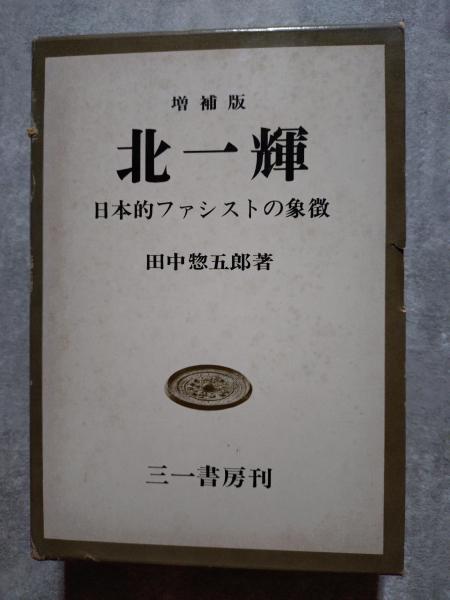 増補版
北一輝
日本的ファシストの象徴
田中惣五郎著
三一書房刊